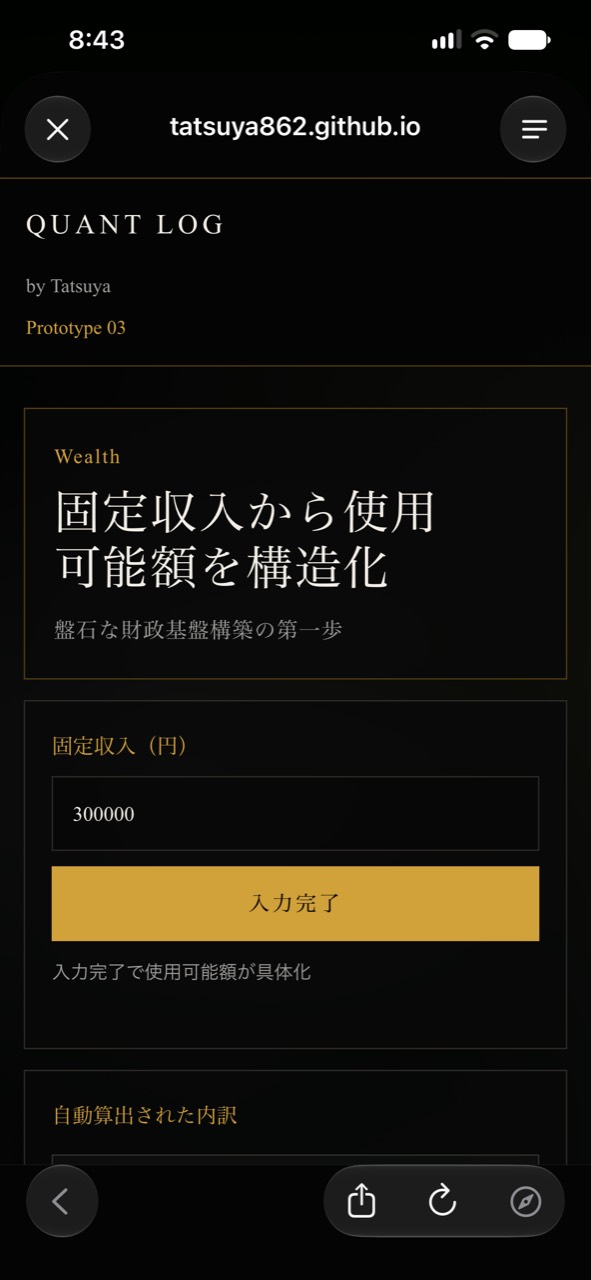 8:43
tatsuya862.github.io
QUANT LOG
by Tatsuya
Prototype 03
Wealth
固定収入から使用
可能額を構造化
盤石な財政基盤構築の第一歩
固定収入（円）
300000
入力完了
入力完了で使用可能額が具体化
自動算出された内訳